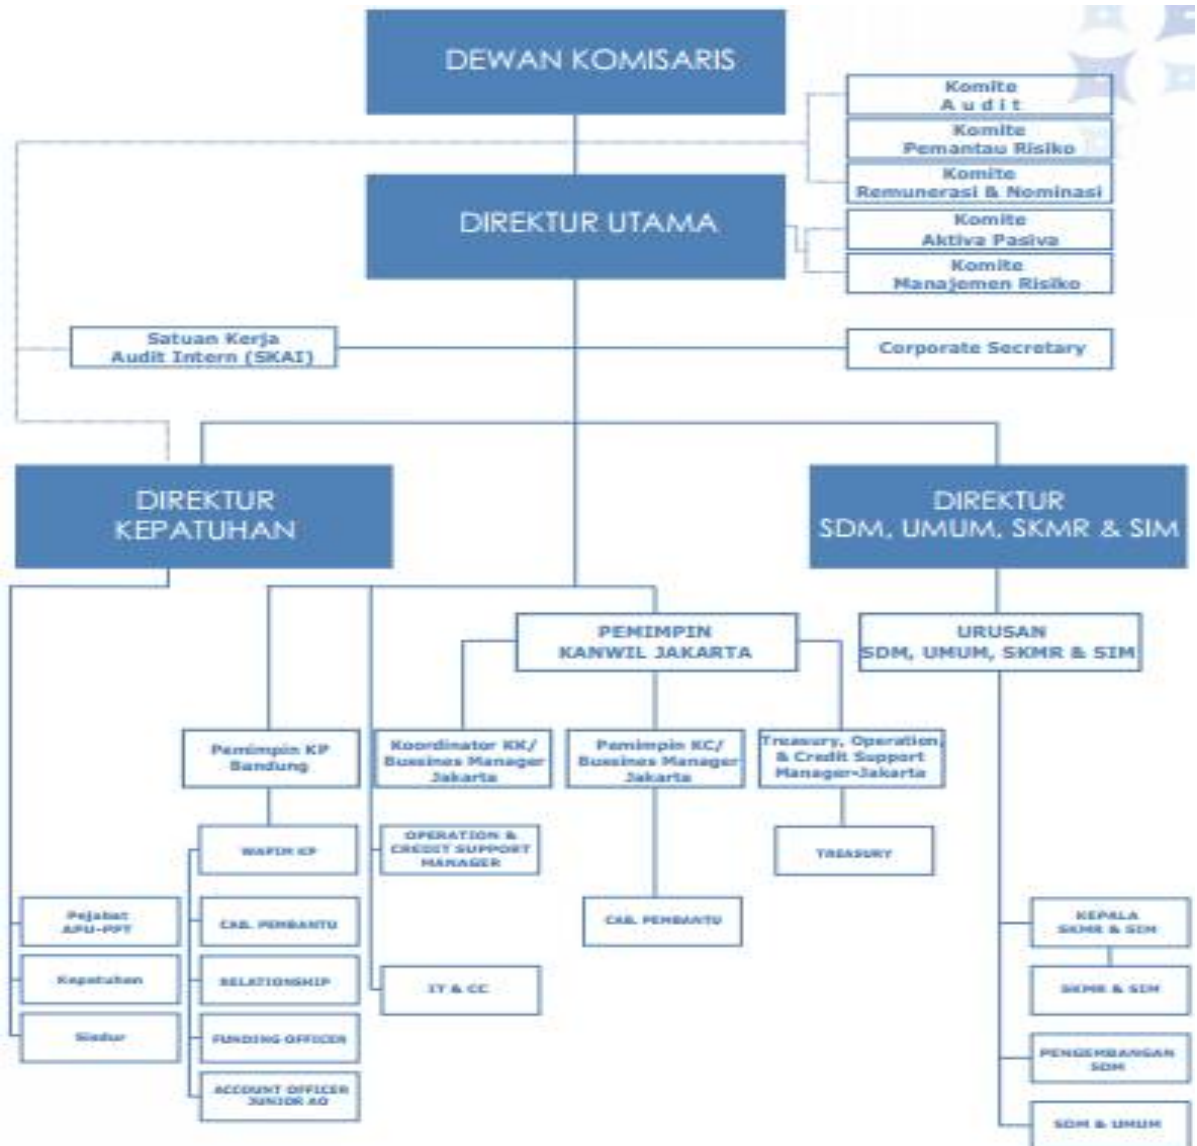 DEWAN KOMISARIS
Komite
Audit
Komite
Pemantau Risiko
Komite
Remunerasi & Nominasi
DIREKTUR UTAMA
Komite
Aktiva Pasiva
Komite
Manajemen Risiko
Satuan Kerja
Audit Intern (SKAI)
Corporate Secretary
DIREKTUR
KEPATUHAN
DIREKTUR
SDM, UMUM, SKMR & SIM
PEMIMPIN
KANWIL JAKARTA
URUSAN
SDM, UMUM, SKMR & SIM
Pemimpin KP
Bandung
Koordinator KK/
Bussines Manager
Jakarta
Pemimpin KC/
Bussines Manager
Jakarta
Treasury, Operation,
& Credit Support
Manager-Jakarta
WAPIM KP
OPERATION &
CREDIT SUPPORT
MANAGER
TREASURY
Pejabat
APU-PPT
CAB. PEMBANTU
CAB. PEMBANTU
KEPALA
SKMR & SIM
Kepatuhan
RELATIONSHIP
IT & CC
SKMR & SIM
Sisdur
FUNDING OFFICER
PENGEMBANGAN
SDM
ACCOUNT OFFICER
JUNIOR AO
SDM & UMUM